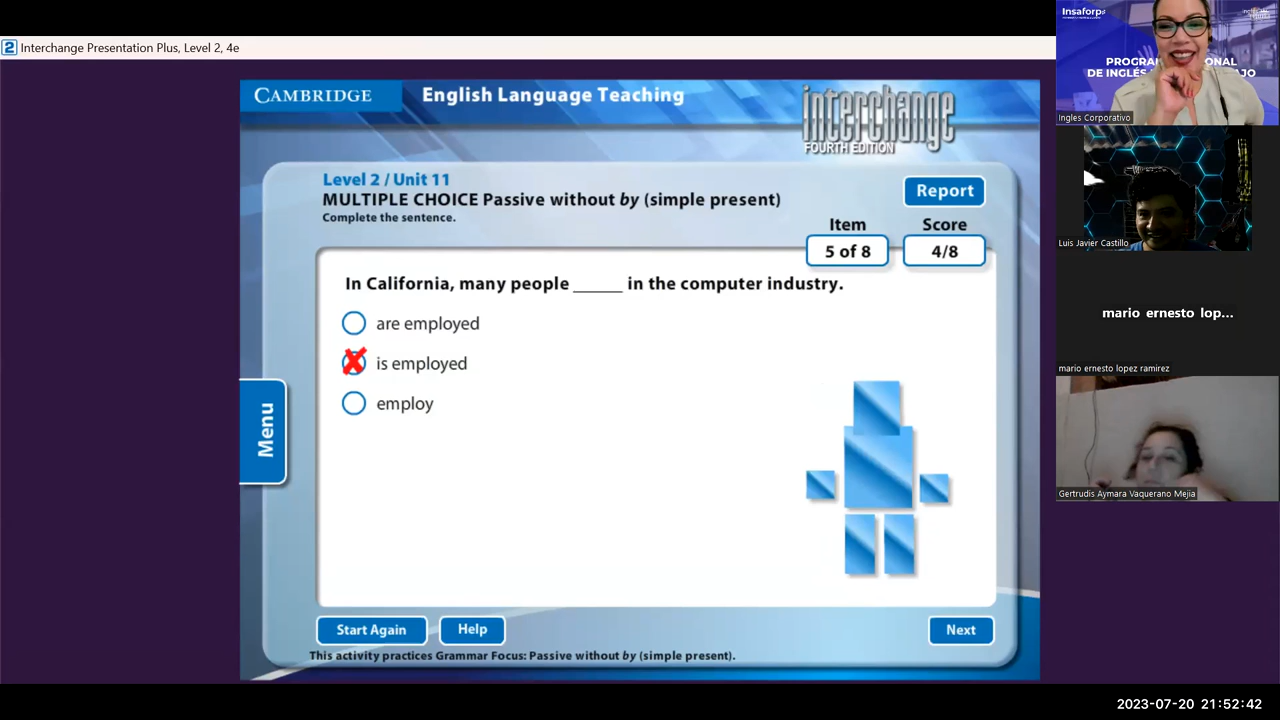 Interchange Presentation Plus, Level 2, 4e
CAMBRIDGE
English Language Teaching
interchange
FOURTH EDITION
Level 2 / Unit 11
MULTIPLE CHOICE Passive without by (simple present)
Complete the sentence.
Report
Item
Score
5 of 8
4/8
In California, many people _____ in the computer industry.
are employed
is employed
employ
Menu
Start Again
Help
Next
This activity practices Grammar Focus: Passive without by (simple present).
Insaforp
Ingles Corporativo
Luis Javier Castillo
mario ernesto lop...
mario ernesto lopez ramirez
Gertrudis Aymara Vaquerano Mejia
2023-07-20 21:52:42